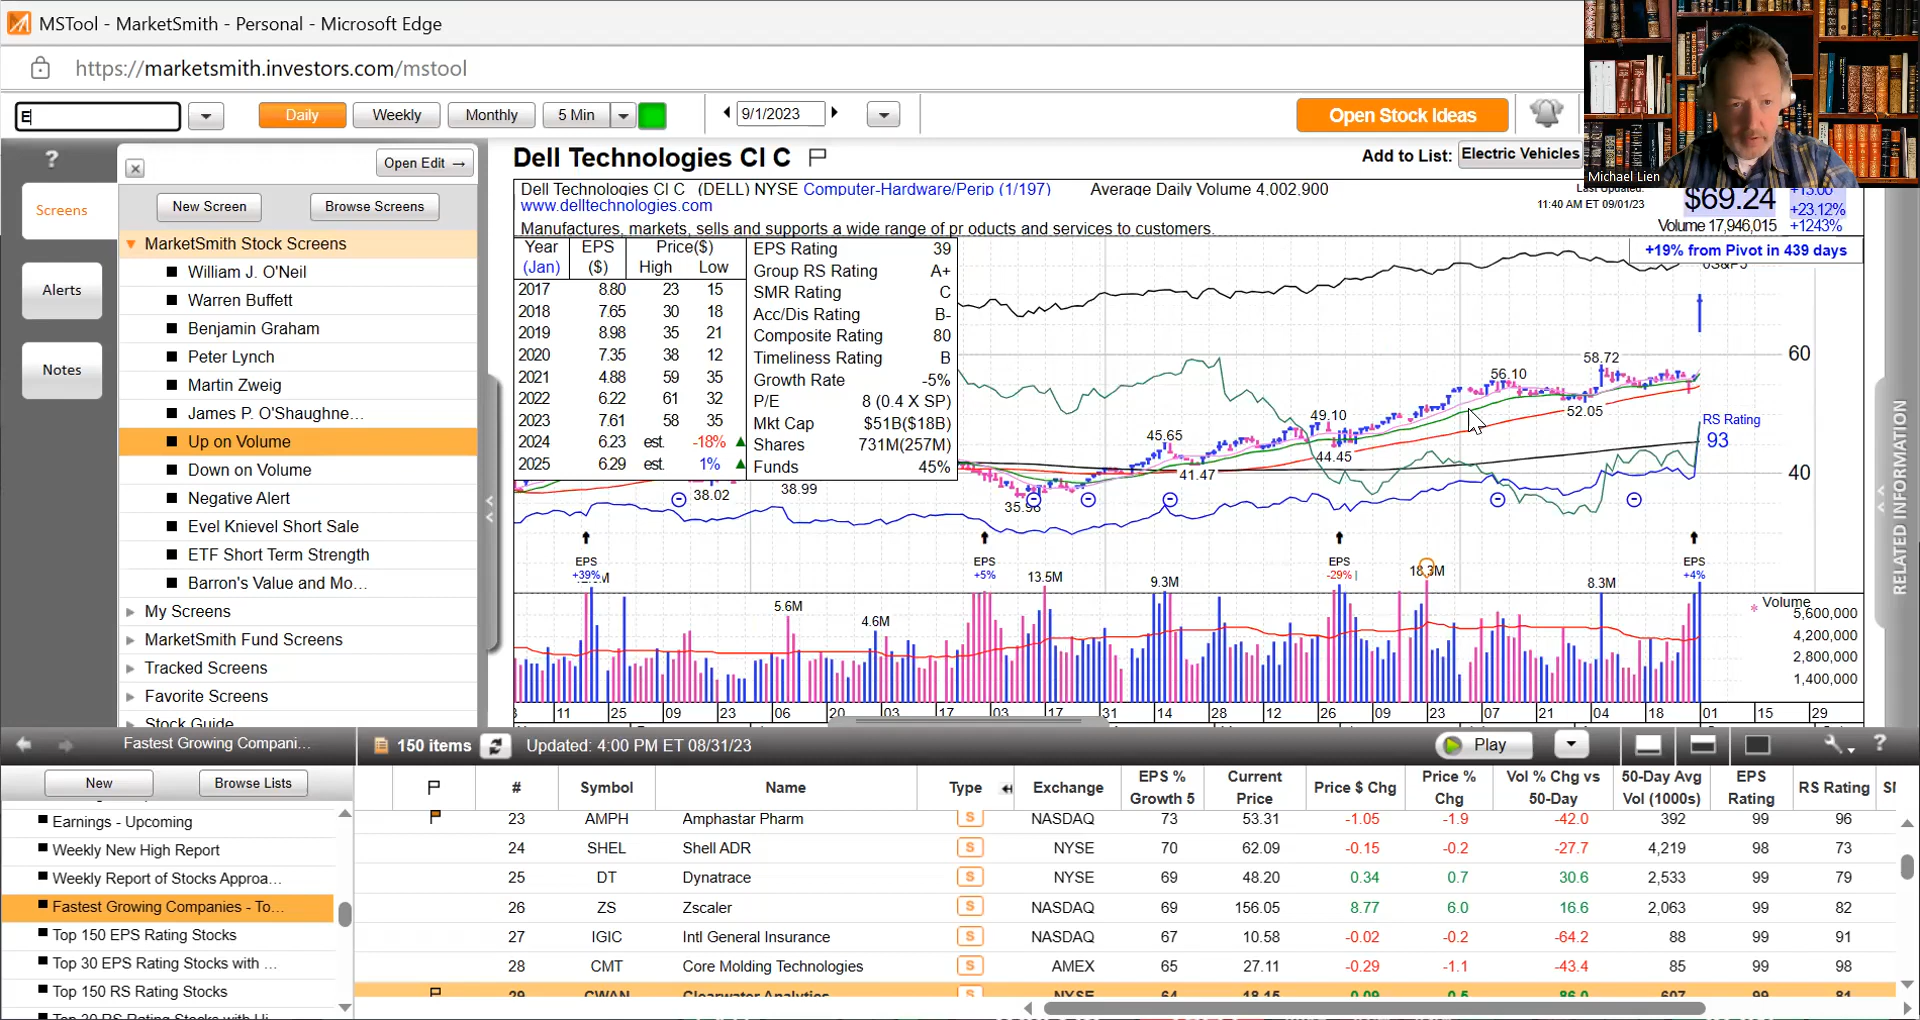 MSTool - MarketSmith - Personal - Microsoft Edge
https://marketsmith.investors.com/mstool
E
Daily
Weekly
Monthly
5 Min
9/1/2023
Open Stock Ideas
Michael Lien
?
Screens
Alerts
Notes
Open Edit →
New Screen
Browse Screens
MarketSmith Stock Screens
William J. O'Neil
Warren Buffett
Benjamin Graham
Peter Lynch
Martin Zweig
James P. O'Shaughne...
Up on Volume
Down on Volume
Negative Alert
Evel Knievel Short Sale
ETF Short Term Strength
Barron's Value and Mo...
My Screens
MarketSmith Fund Screens
Tracked Screens
Favorite Screens
Stock Guide
Dell Technologies Cl C
Add to List:
Electric Vehicles
Dell Technologies Cl C (DELL) NYSE Computer-Hardware/Perip (1/197) Average Daily Volume 4,002,900
www.delltechnologies.com
Manufactures, markets, sells and supports a wide range of pr oducts and services to customers.
Last Updated:
11:40 AM ET 09/01/23
$69.24
+13.00
+23.12%
Volume 17,946,015
+1243%
+19% from Pivot in 439 days
Year EPS Price($)
(Jan) ($) High Low
2017 8.80 23 15
2018 7.65 30 18
2019 8.98 35 21
2020 7.35 38 12
2021 4.88 59 35
2022 6.22 61 32
2023 7.61 58 35
2024 6.23 est. -18%
2025 6.29 est. 1%
EPS Rating 39
Group RS Rating A+
SMR Rating C
Acc/Dis Rating B-
Composite Rating 80
Timeliness Rating B
Growth Rate -5%
P/E 8 (0.4 X SP)
Mkt Cap $51B($18B)
Shares 731M(257M)
Funds 45%
60
58.72
56.10
52.05
49.10
45.65
44.45
41.47
40
38.02
38.99
RS Rating
93
EPS
+39%
EPS
+5%
EPS
-29%
EPS
+4%
5.6M
4.6M
13.5M
9.3M
8.3M
Volume
5,600,000
4,200,000
2,800,000
1,400,000
11 25 09 23 06 20 03 17 03 17 31 14 28 12 26 09 23 07 21 04 18 01 15 29
RELATED INFORMATION
Fastest Growing Compani...
150 items
Updated: 4:00 PM ET 08/31/23
Play
?
New
Browse Lists
Earnings - Upcoming
Weekly New High Report
Weekly Report of Stocks Approa...
Fastest Growing Companies - To...
Top 150 EPS Rating Stocks
Top 30 EPS Rating Stocks with ...
Top 150 RS Rating Stocks
# Symbol Name Type Exchange EPS % Growth 5 Current Price Price $ Chg Price % Chg Vol % Chg vs 50-Day 50-Day Avg Vol (1000s) EPS Rating RS Rating
23 AMPH Amphastar Pharm S NASDAQ 73 53.31 -1.05 -1.9 -42.0 392 99 96
24 SHEL Shell ADR S NYSE 70 62.09 -0.15 -0.2 -27.7 4,219 98 73
25 DT Dynatrace S NYSE 69 48.20 0.34 0.7 30.6 2,533 99 79
26 ZS Zscaler S NASDAQ 69 156.05 8.77 6.0 16.6 2,063 99 82
27 IGIC Intl General Insurance S NASDAQ 67 10.58 -0.02 -0.2 -64.2 88 99 91
28 CMT Core Molding Technologies S AMEX 65 27.11 -0.29 -1.1 -43.4 85 99 98
29 CWAN Clearwater Analytics S NYSE 64 18.15 0.09 0.5 86.0 607 99 81